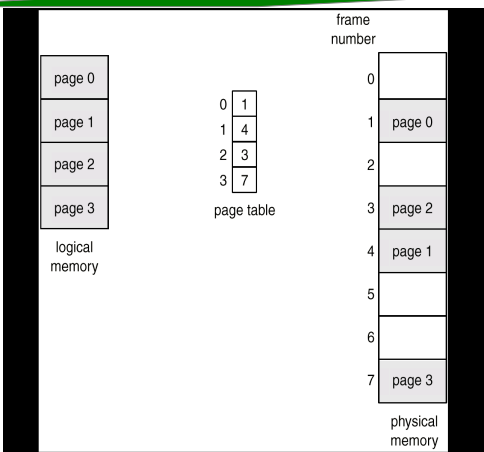 page 0
page 1
page 2
page 3
logical
memory
0 1
1 4
2 3
3 7
page table
frame
number
0
1 page 0
2
3 page 2
4 page 1
5
6
7 page 3
physical
memory